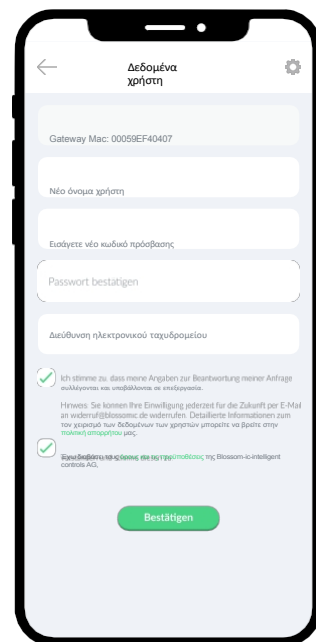 Δεδομένα
χρήστη
Gateway Mac: 00059EF40407
Νέο όνομα χρήστη
Εισάγετε νέο κωδικό πρόσβασης
Passwort bestätigen
Διεύθυνση ηλεκτρονικού ταχυδρομείου
Ich stimme zu, dass meine Angaben zur Beantwortung meiner Anfrage
συλλέγονται και υποβάλλονται σε επεξεργασία.
Hinweis: Sie können Ihre Einwilligung jederzeit für die Zukunft per E-Mail
an widerruf@blossomic.de widerrufen. Detaillierte Informationen zum
τον χειρισμό των δεδομένων των χρηστών μπορείτε να βρείτε στην
πολιτική απορρήτου μας.
της Blossom-ic-intelligent
controls AG,
Bestätigen